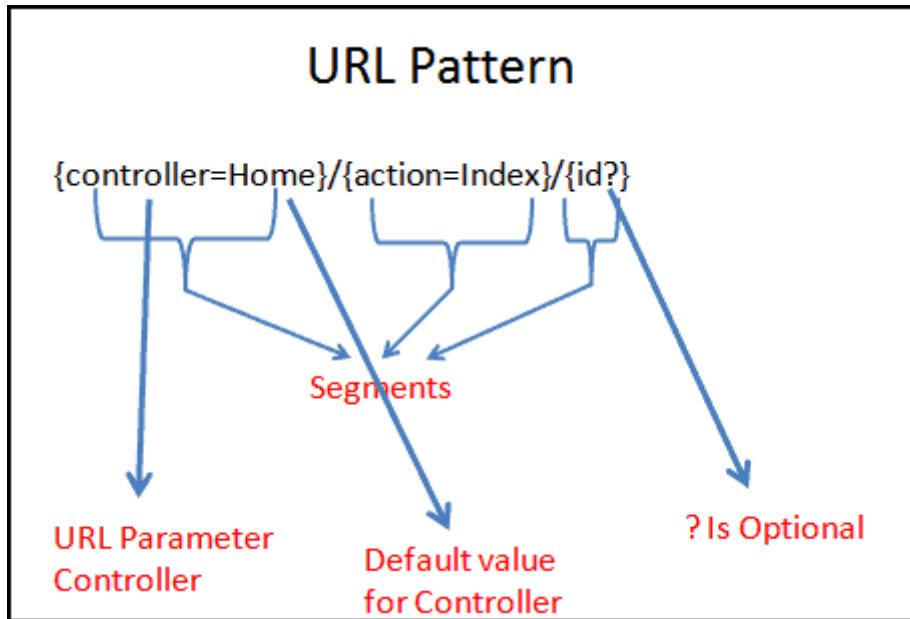 URL Pattern
{controller=Home}/{action=Index}/{id?}
Segments
URL Parameter
Controller
Default value
for Controller
? Is Optional